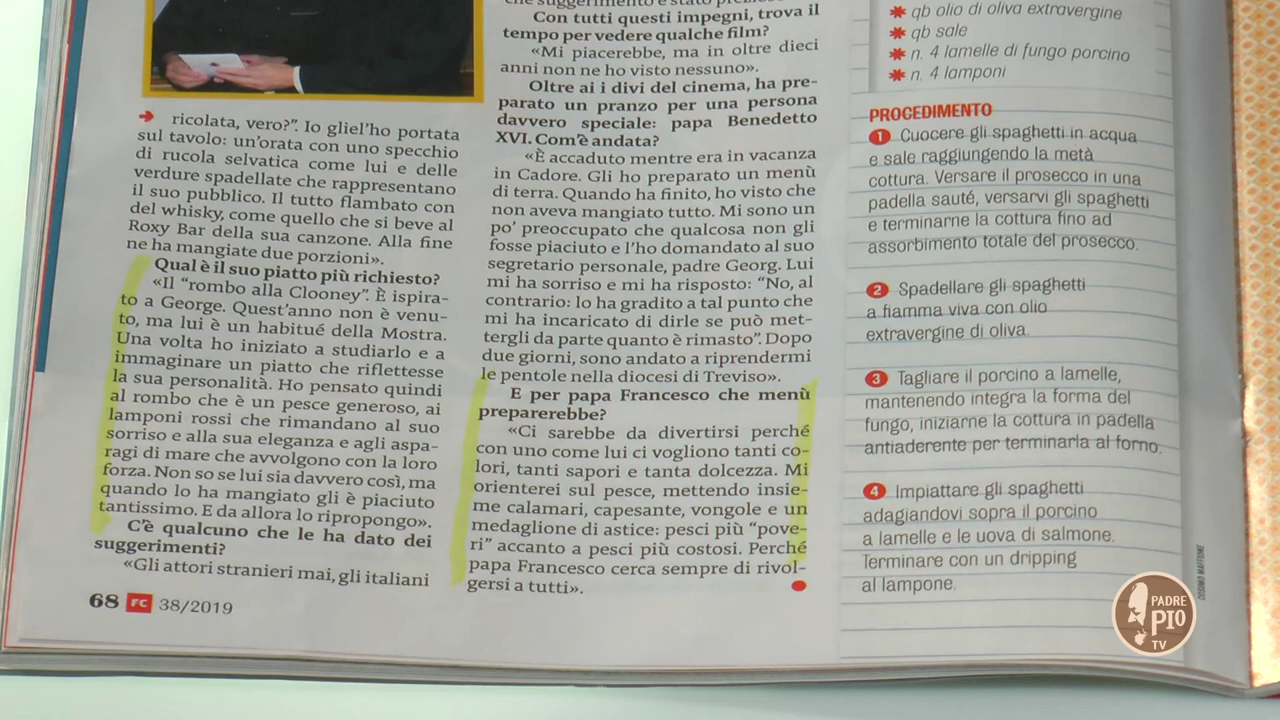 ricolata, vero?”. Io gliel’ho portata
sul tavolo: un’orata con uno specchio
di rucola selvatica come lui e delle
verdure spadellate che rappresentano
il suo pubblico. Il tutto flambato con
del whisky, come quello che si beve al
Roxy Bar della sua canzone. Alla fine
ne ha mangiate due porzioni».
Qual è il suo piatto più richiesto?
«Il “rombo alla Clooney”. È ispira-
to a George. Quest’anno non è venu-
to, ma lui è un habitué della Mostra.
Una volta ho iniziato a studiarlo e a
immaginare un piatto che riflettesse
la sua personalità. Ho pensato quindi
al rombo che è un pesce generoso, ai
lamponi rossi che rimandano al suo
sorriso e alla sua eleganza e agli aspa-
ragi di mare che avvolgono con la loro
forza. Non so se lui sia davvero così, ma
quando lo ha mangiato gli è piaciuto
tantissimo. E da allora lo ripropongo».
C’è qualcuno che le ha dato dei
suggerimenti?
«Gli attori stranieri mai, gli italiani
68 FC 38/2019
Con tutti questi impegni, trova il
tempo per vedere qualche film?
«Mi piacerebbe, ma in oltre dieci
anni non ne ho visto nessuno».
Oltre ai i divi del cinema, ha pre-
parato un pranzo per una persona
davvero speciale: papa Benedetto
XVI. Com’è andata?
«È accaduto mentre era in vacanza
in Cadore. Gli ho preparato un menù
di terra. Quando ha finito, ho visto che
non aveva mangiato tutto. Mi sono un
po’ preoccupato che qualcosa non gli
fosse piaciuto e l’ho domandato al suo
segretario personale, padre Georg. Lui
mi ha sorriso e mi ha risposto: “No, al
contrario: lo ha gradito a tal punto che
mi ha incaricato di dirle se può met-
tergli da parte quanto è rimasto”. Dopo
due giorni, sono andato a riprendermi
le pentole nella diocesi di Treviso».
E per papa Francesco che menù
preparerebbe?
«Ci sarebbe da divertirsi perché
con uno come lui ci vogliono tanti co-
lori, tanti sapori e tanta dolcezza. Mi
orienterei sul pesce, mettendo insie-
me calamari, capesante, vongole e un
medaglione di astice: pesci più “pove-
ri” accanto a pesci più costosi. Perché
papa Francesco cerca sempre di rivol-
gersi a tutti».
qb olio di oliva extravergine
qb sale
n. 4 lamelle di fungo porcino
n. 4 lamponi
PROCEDIMENTO
1 Cuocere gli spaghetti in acqua
e sale raggiungendo la metà
cottura. Versare il prosecco in una
padella sauté, versarvi gli spaghetti
e terminarne la cottura fino ad
assorbimento totale del prosecco.
2 Spadellare gli spaghetti
a fiamma viva con olio
extravergine di oliva.
3 Tagliare il porcino a lamelle,
mantenendo integra la forma del
fungo, iniziarne la cottura in padella
antiaderente per terminarla al forno.
4 Impiattare gli spaghetti
adagiandovi sopra il porcino
a lamelle e le uova di salmone.
Terminare con un dripping
al lampone.
PADRE
PIO
TV